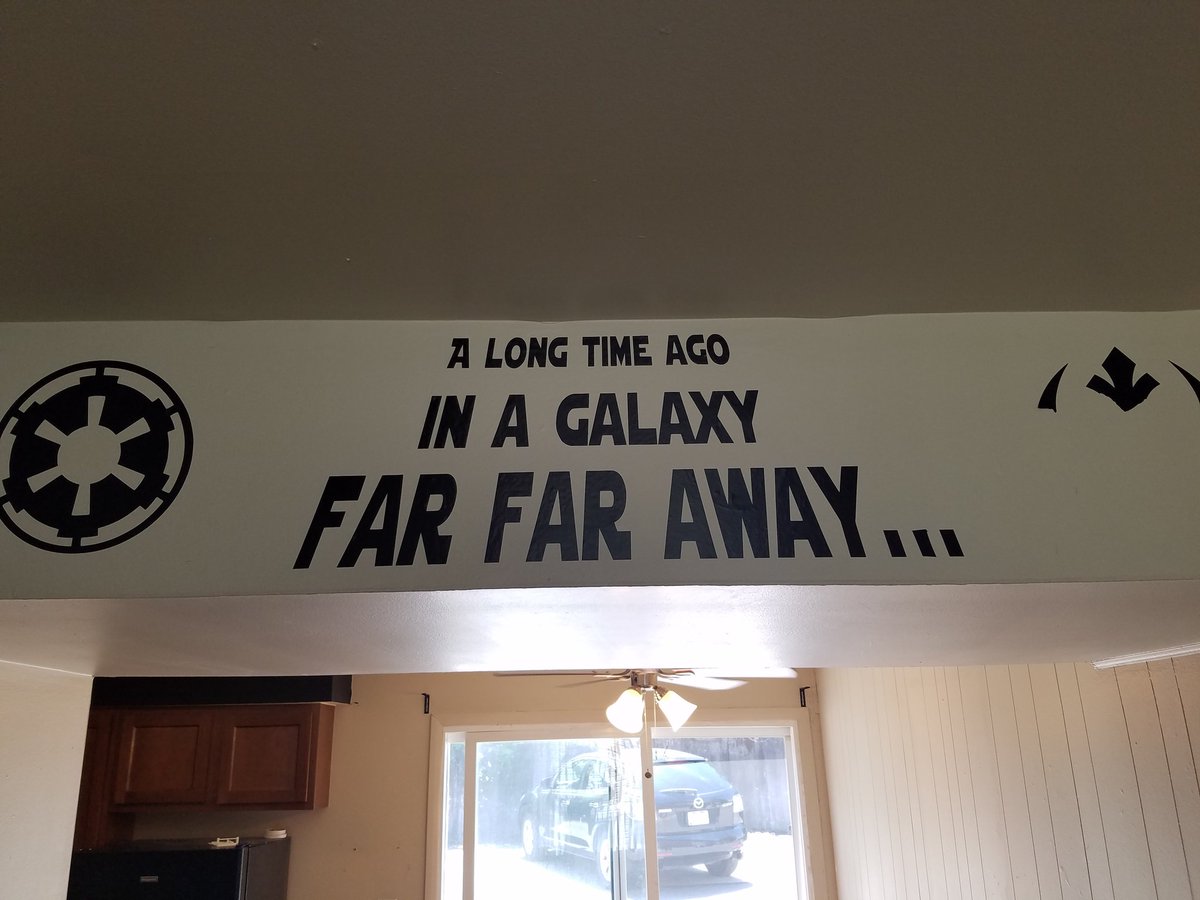 A LONG TIME AGO
IN A GALAXY
FAR FAR AWAY...